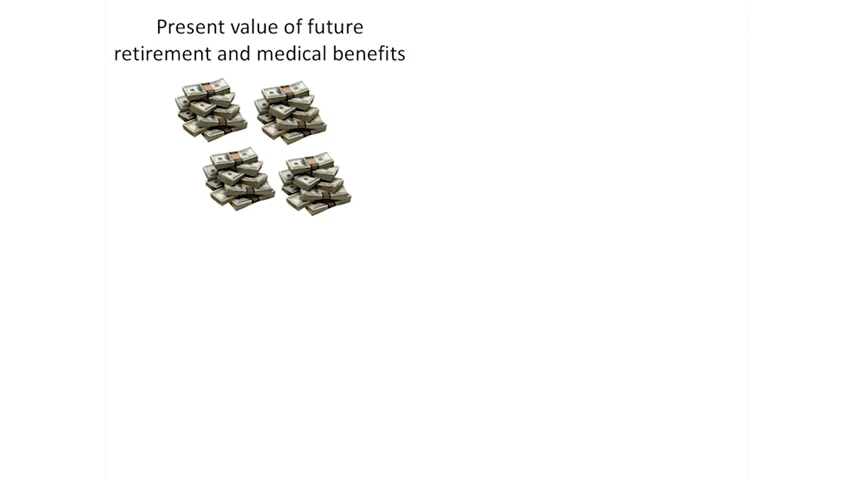 Present value of future
retirement and medical benefits